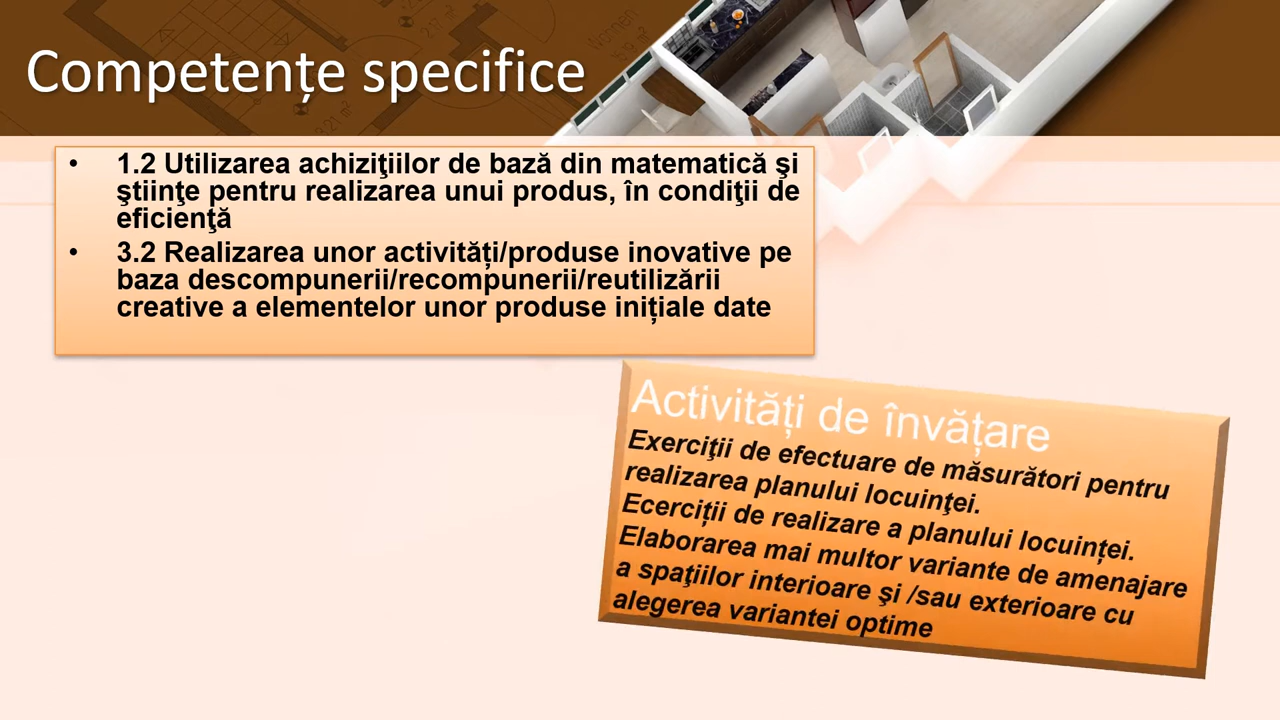 Competențe specifice
• 1.2 Utilizarea achiziţiilor de bază din matematică şi
ştiinţe pentru realizarea unui produs, în condiţii de
eficienţă
• 3.2 Realizarea unor activități/produse inovative pe
baza descompunerii/recompunerii/reutilizării
creative a elementelor unor produse inițiale date
Activități de învățare
Exerciţii de efectuare de măsurători pentru
realizarea planului locuinţei.
Ecerciții de realizare a planului locuinței.
Elaborarea mai multor variante de amenajare
a spaţiilor interioare şi /sau exterioare cu
alegerea variantei optime